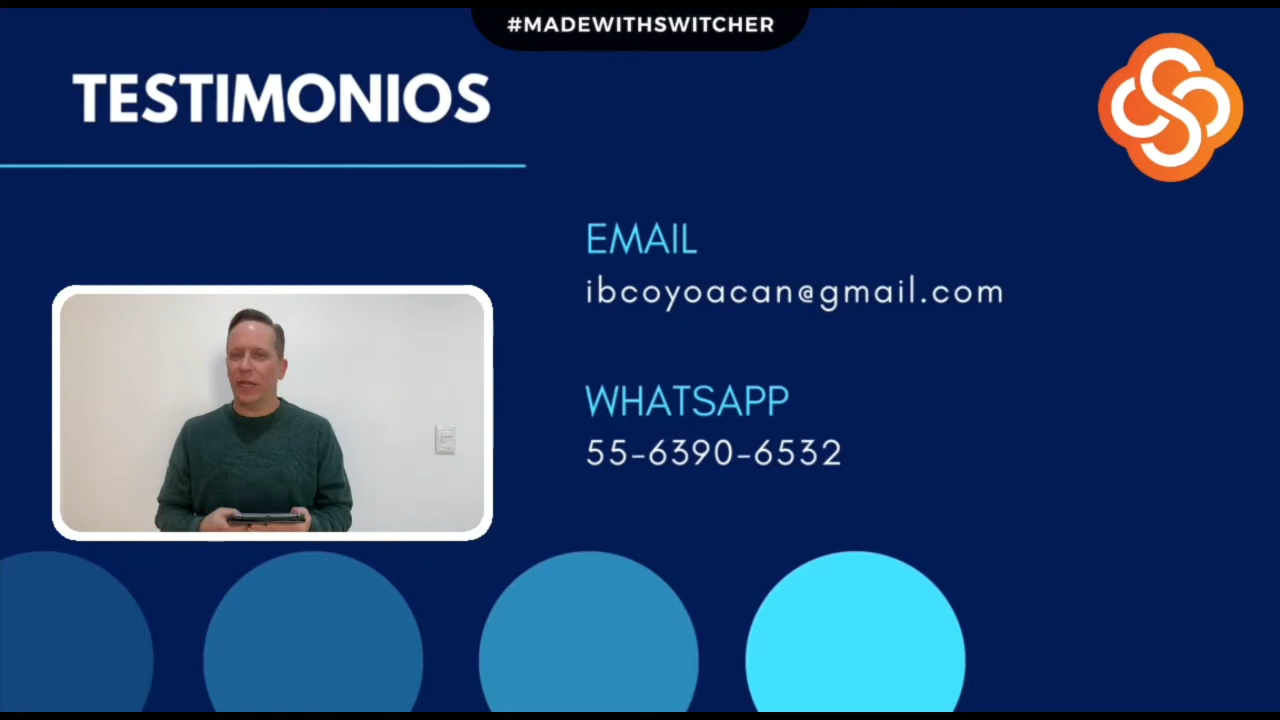 #MADEWITHSWITCHER
TESTIMONIOS
EMAIL
ibcoyoacan@gmail.com
WHATSAPP
55-6390-6532